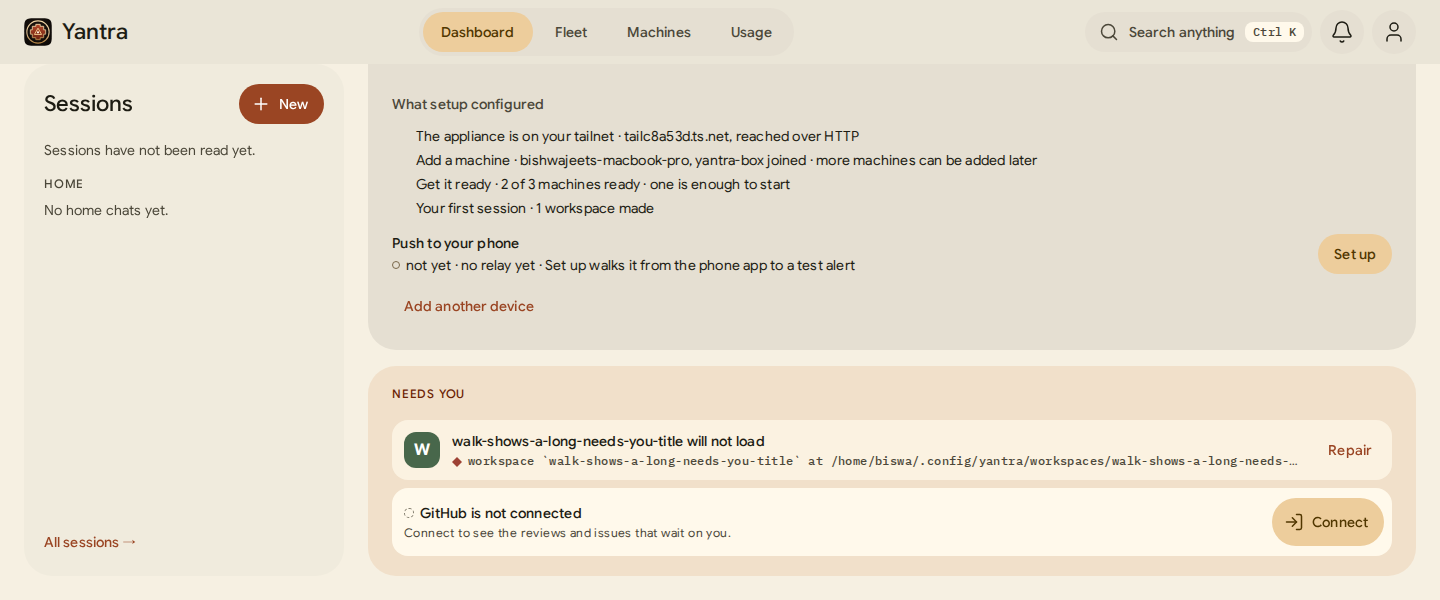 Yantra
Dashboard
Fleet
Machines
Usage
Search anything
Ctrl K
Sessions
New
Sessions have not been read yet.
HOME
No home chats yet.
All sessions →
What setup configured
The appliance is on your tailnet · tailc8a53d.ts.net, reached over HTTP
Add a machine · bishwajeets-macbook-pro, yantra-box joined · more machines can be added later
Get it ready · 2 of 3 machines ready · one is enough to start
Your first session · 1 workspace made
Push to your phone
not yet · no relay yet · Set up walks it from the phone app to a test alert
Set up
Add another device
NEEDS YOU
W
walk-shows-a-long-needs-you-title will not load
workspace `walk-shows-a-long-needs-you-title` at /home/biswa/.config/yantra/workspaces/walk-shows-a-long-needs-…
Repair
GitHub is not connected
Connect to see the reviews and issues that wait on you.
Connect